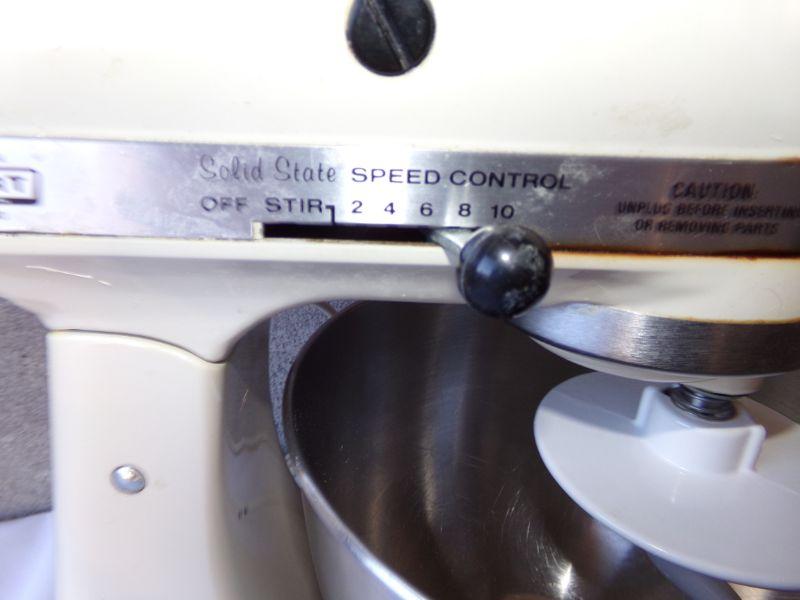 Solid State SPEED CONTROL
OFF STIR 2 4 6 8 10
CAUTION:
UNPLUG BEFORE INSERTING
OR REMOVING PARTS